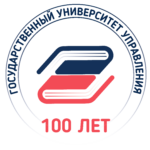 ГОСУДАРСТВЕННЫЙ УНИВЕРСИТЕТ УПРАВЛЕНИЯ
100 ЛЕТ